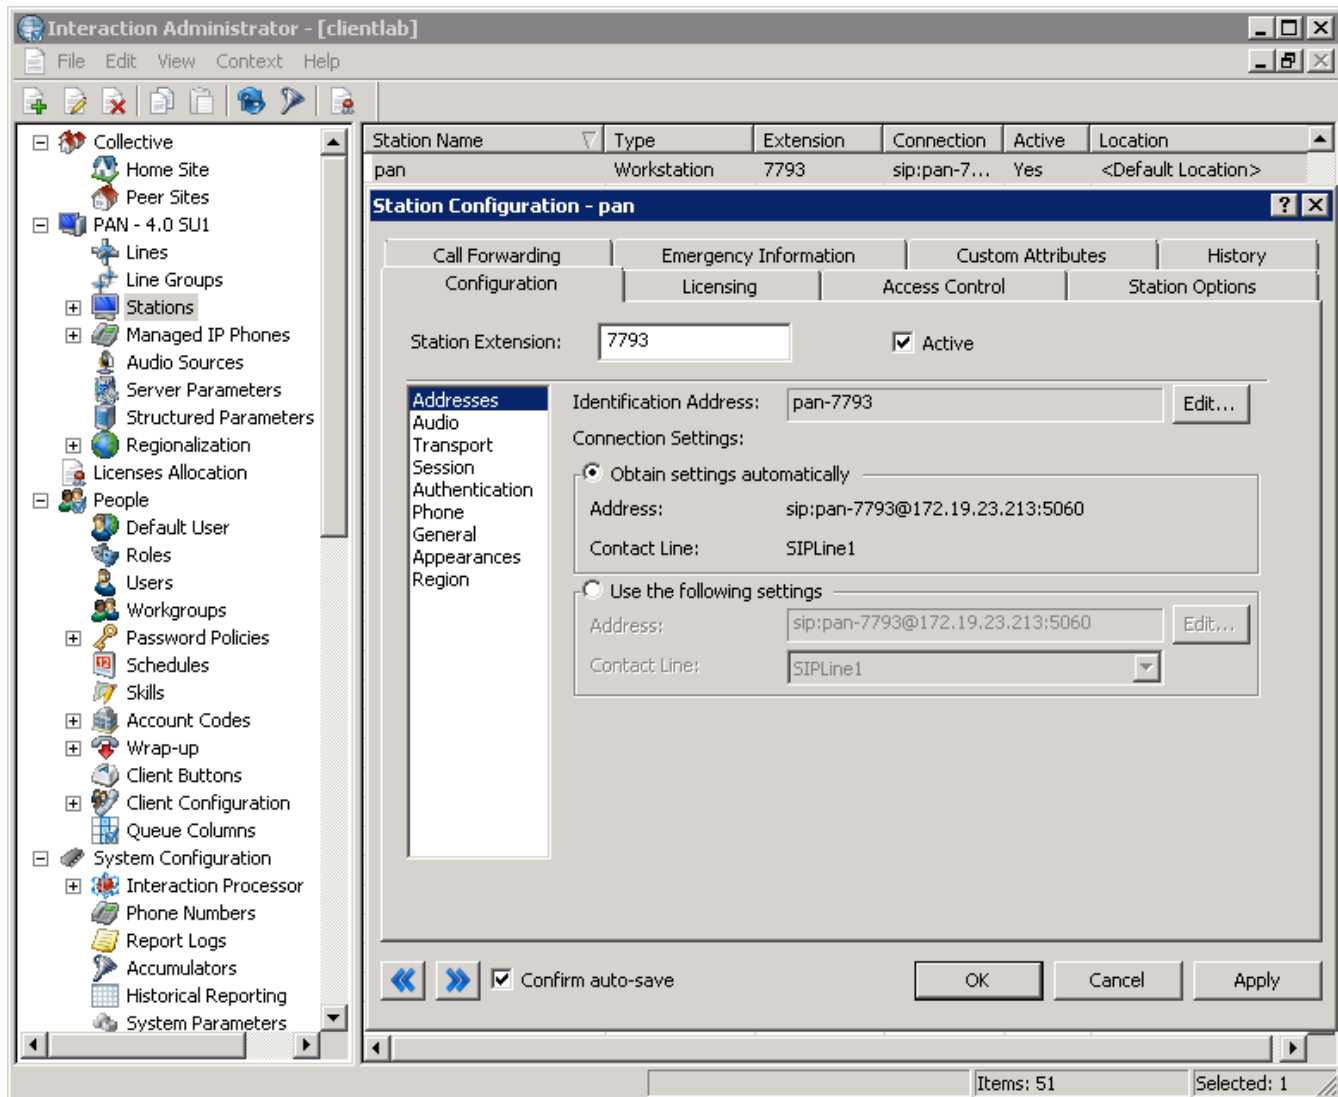 Interaction Administrator - [clientlab]
File Edit View Context Help
Collective
Home Site
Peer Sites
PAN - 4.0 SU1
Lines
Line Groups
Stations
Managed IP Phones
Audio Sources
Server Parameters
Structured Parameters
Regionalization
Licenses Allocation
People
Default User
Roles
Users
Workgroups
Password Policies
Schedules
Skills
Account Codes
Wrap-up
Client Buttons
Client Configuration
Queue Columns
System Configuration
Interaction Processor
Phone Numbers
Report Logs
Accumulators
Historical Reporting
System Parameters
Station Name Type Extension Connection Active Location
pan Workstation 7793 sip:pan-7... Yes <Default Location>
Station Configuration - pan
Call Forwarding Emergency Information Custom Attributes History
Configuration Licensing Access Control Station Options
Station Extension: 7793 Active
Addresses
Audio
Transport
Session
Authentication
Phone
General
Appearances
Region
Identification Address: pan-7793 Edit...
Connection Settings:
Obtain settings automatically
Address: sip:pan-7793@172.19.23.213:5060
Contact Line: SIPLine1
Use the following settings
Address: sip:pan-7793@172.19.23.213:5060 Edit...
Contact Line: SIPLine1
Confirm auto-save OK Cancel Apply
Items: 51 Selected: 1